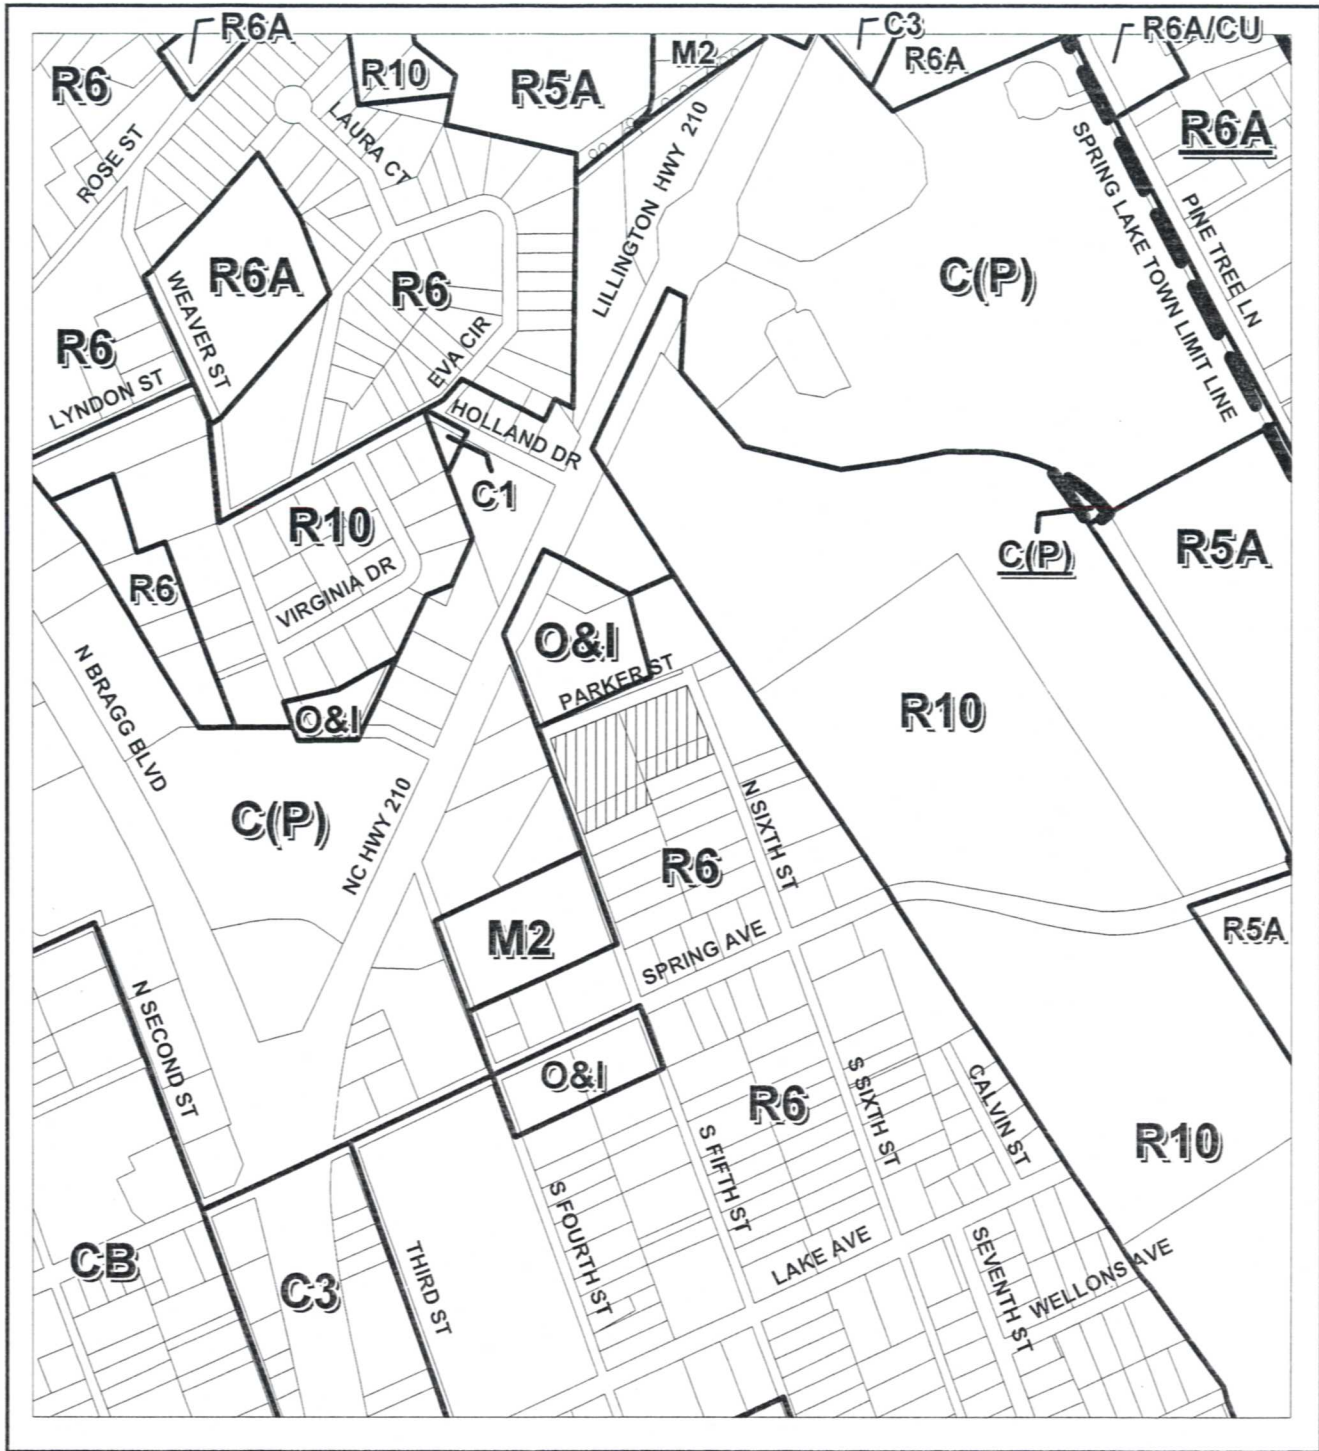 R6A
C3
R6A/CU
R6
R10
R5A
M2
R6A
R6A
ROSE ST
LAURA CT
LILLINGTON HWY 210
SPRING LAKE TOWN LIMIT LINE
PINE TREE LN
R6A
WEAVER ST
R6
C(P)
R6
LYNDON ST
EVA CIR
HOLLAND DR
C1
R10
C(P)
R5A
R6
VIRGINIA DR
O&I
PARKER ST
N BRAGG BLVD
O&I
R10
C(P)
NC HWY 210
N SIXTH ST
R6
M2
SPRING AVE
R5A
N SECOND ST
O&I
R6
S SIXTH ST
CALVIN ST
R10
S FIFTH ST
S FOURTH ST
LAKE AVE
CB
C3
THIRD ST
SEVENTH ST
WELLONS AVE